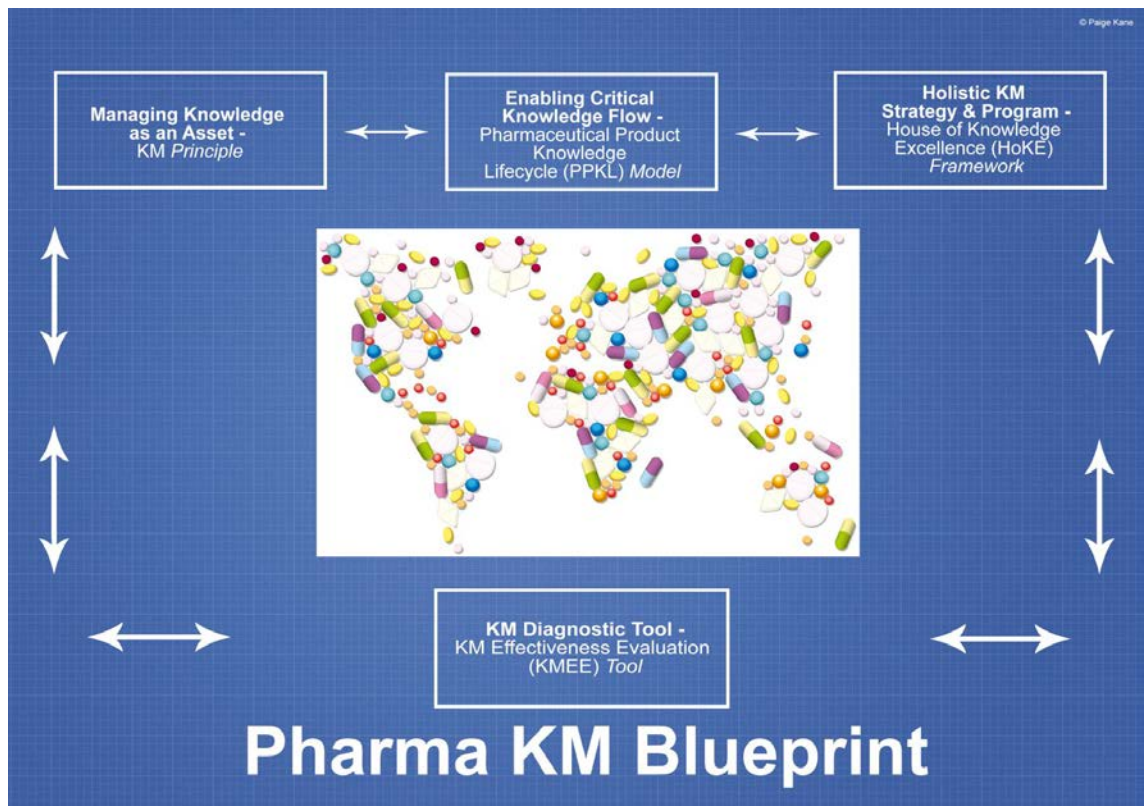 © Paige Kane
Managing Knowledge
as an Asset -
KM Principle
Enabling Critical
Knowledge Flow -
Pharmaceutical Product
Knowledge
Lifecycle (PPKL) Model
Holistic KM
Strategy & Program -
House of Knowledge
Excellence (HoKE)
Framework
KM Diagnostic Tool -
KM Effectiveness Evaluation
(KMEE) Tool
Pharma KM Blueprint